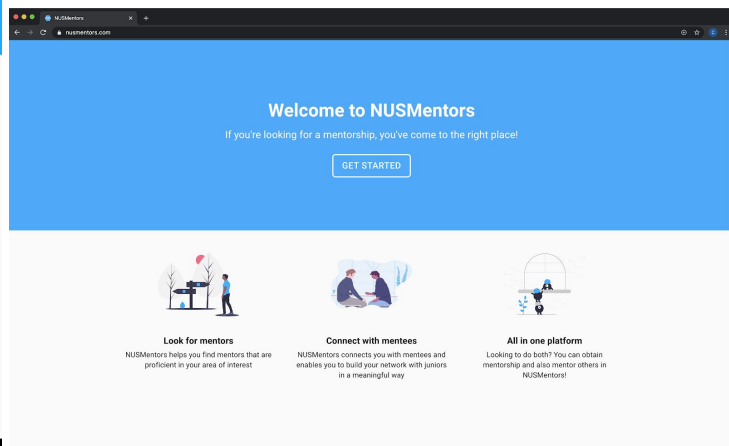 NUSMentors
nusmentors.com
Welcome to NUSMentors
If you're looking for a mentorship, you've come to the right place!
GET STARTED
Look for mentors
NUSMentors helps you find mentors that are
proficient in your area of interest
Connect with mentees
NUSMentors connects you with mentees and
enables you to build your network with juniors
in a meaningful way
All in one platform
Looking to do both? You can obtain
mentorship and also mentor others in
NUSMentors!